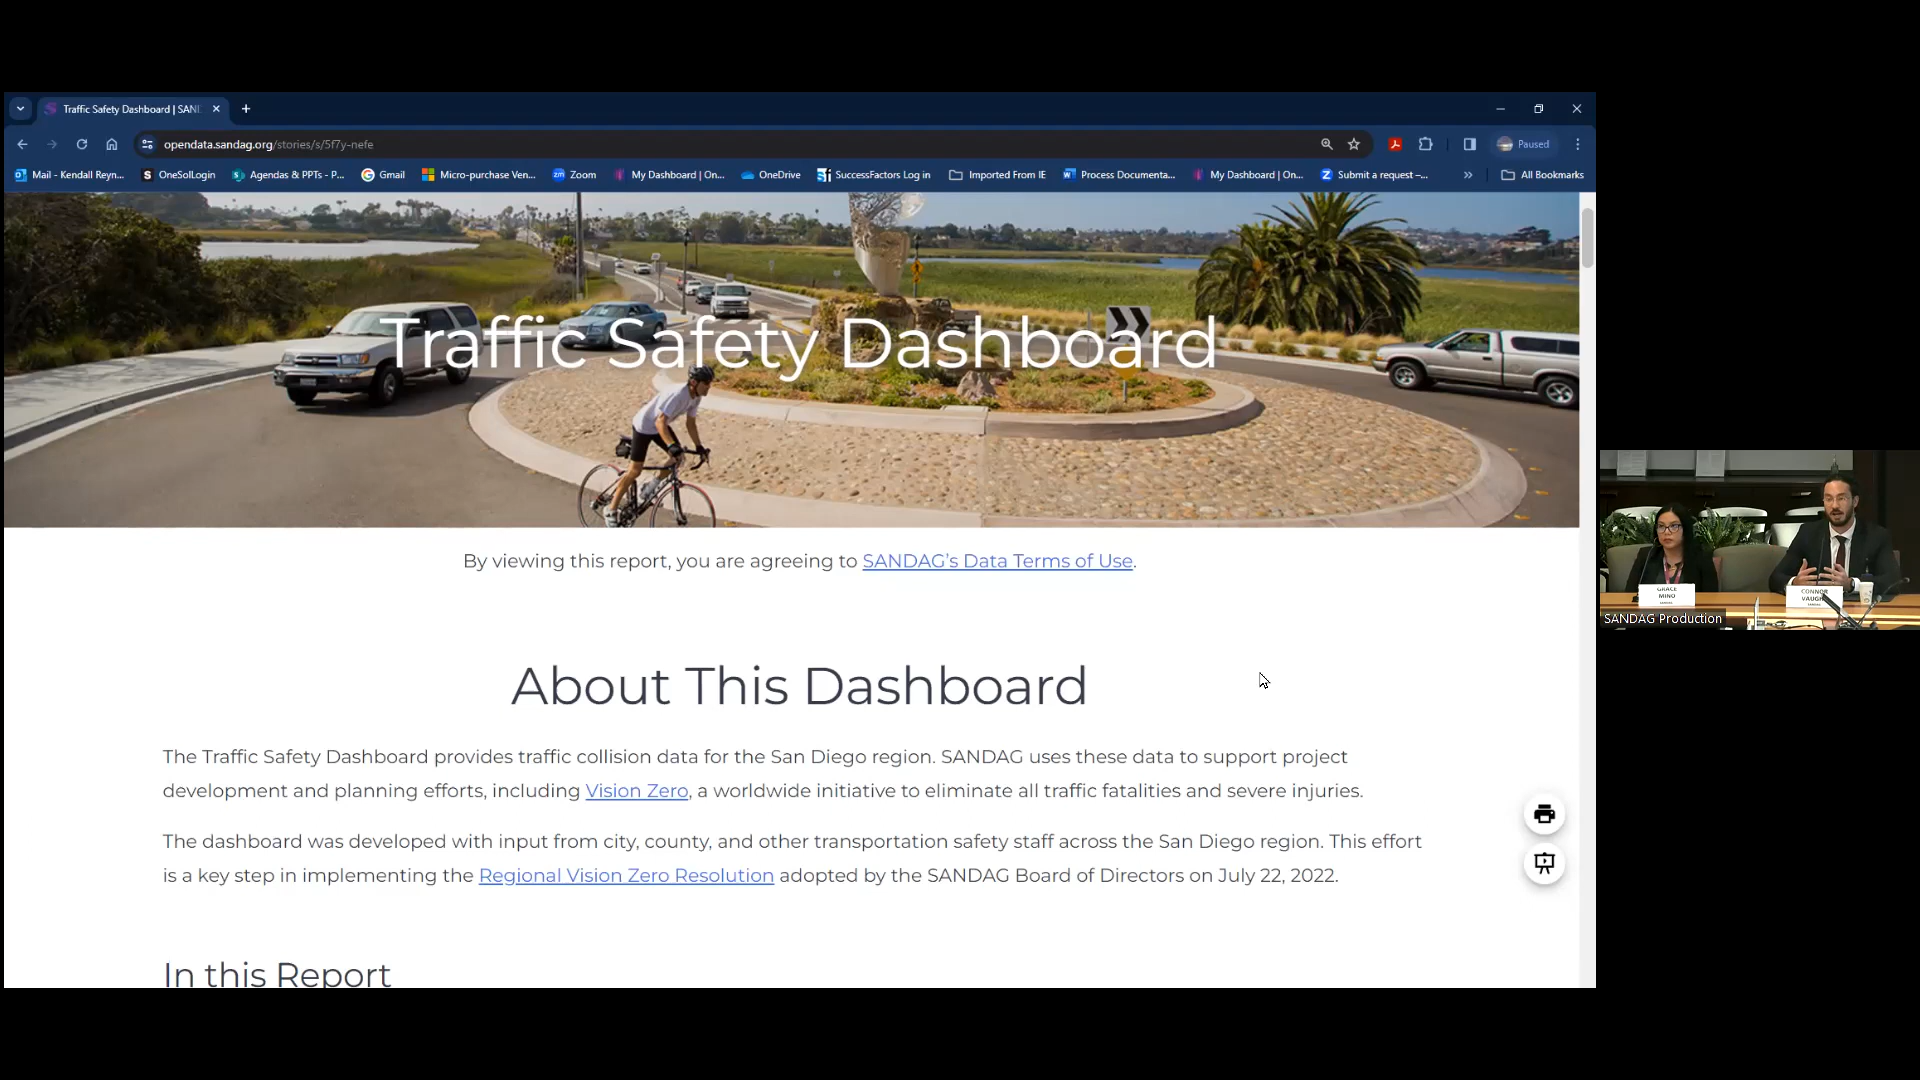 Traffic Safety Dashboard | SAN
opendata.sandag.org/stories/s/5f7y-nefe
Paused
Mail - Kendall Reyn...
OneSolLogin
Agendas & PPTs - P...
Gmail
Micro-purchase Ven...
Zoom
My Dashboard | On...
OneDrive
SuccessFactors Log in
Imported From IE
Process Documenta...
My Dashboard | On...
Submit a request –...
All Bookmarks
Traffic Safety Dashboard
By viewing this report, you are agreeing to SANDAG's Data Terms of Use.
About This Dashboard
The Traffic Safety Dashboard provides traffic collision data for the San Diego region. SANDAG uses these data to support project
development and planning efforts, including Vision Zero, a worldwide initiative to eliminate all traffic fatalities and severe injuries.
The dashboard was developed with input from city, county, and other transportation safety staff across the San Diego region. This effort
is a key step in implementing the Regional Vision Zero Resolution adopted by the SANDAG Board of Directors on July 22, 2022.
In this Report
GRACE
MINO
CONNOR
VAUGH
SANDAG Production